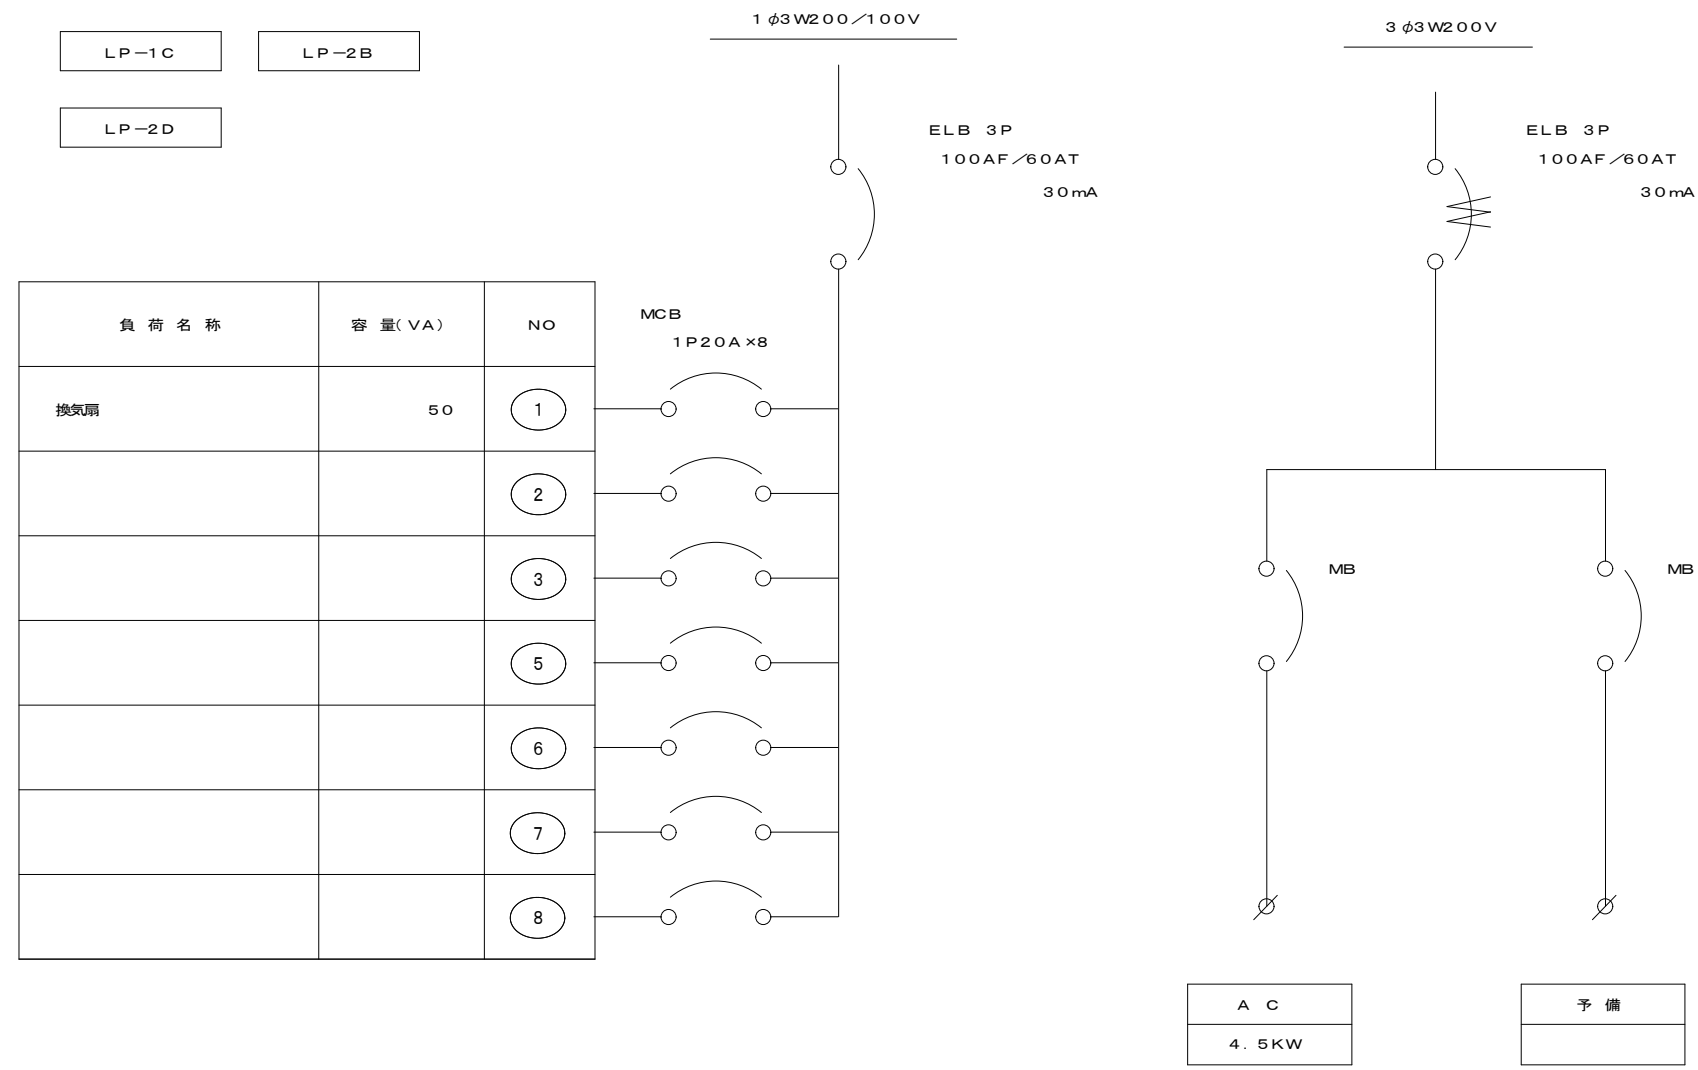 1φ3W200／100V
3φ3W200V
LP－1C
LP－2B
LP－2D
ELB 3P
100AF／60AT
30mA
ELB 3P
100AF／60AT
30mA
負荷名称 容量(VA) NO
MCB
1P20A×8
換気扇 50 1
2
3
5
6
7
8
MB
MB
AC
4.5KW
予備